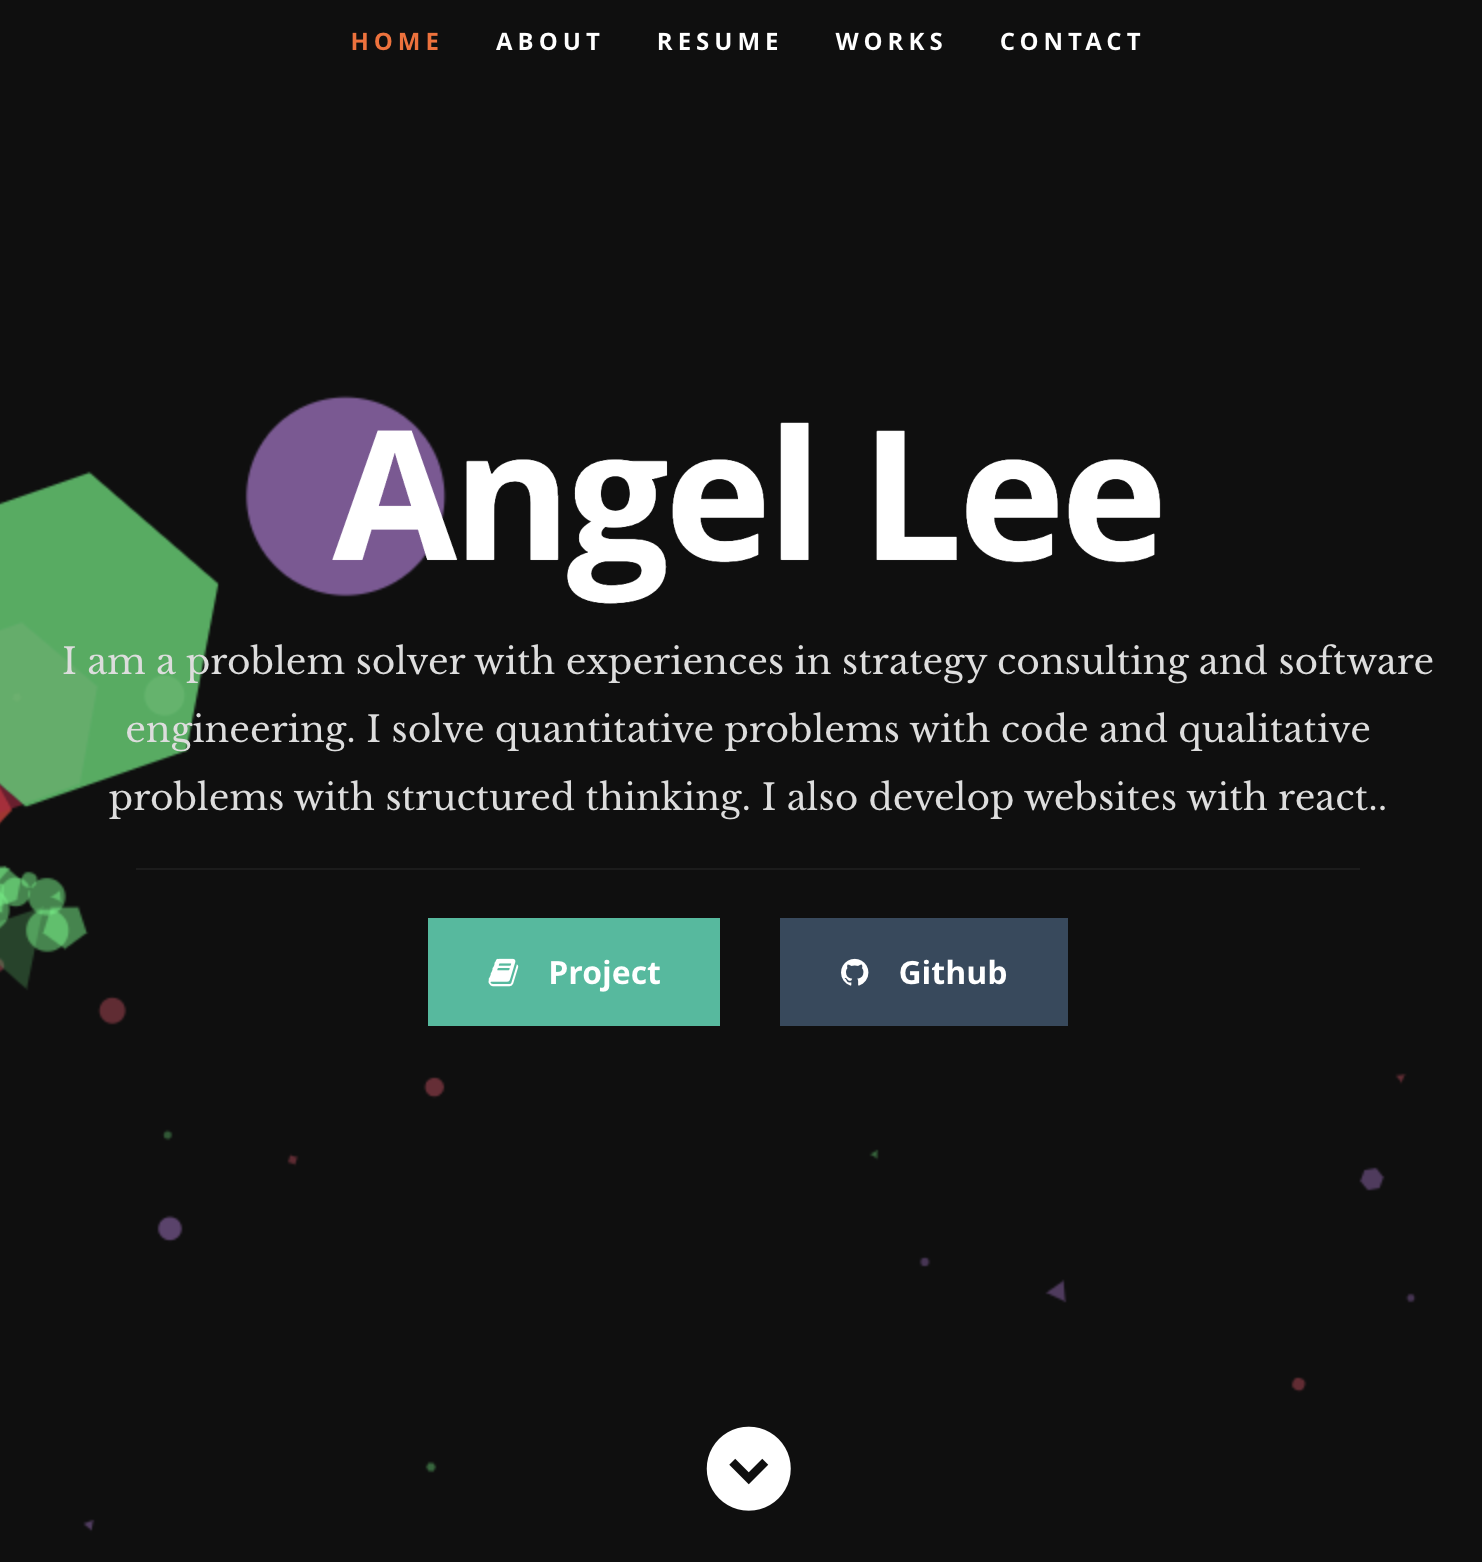 HOME ABOUT RESUME WORKS CONTACT
Angel Lee
I am a problem solver with experiences in strategy consulting and software
engineering. I solve quantitative problems with code and qualitative
problems with structured thinking. I also develop websites with react..
Project Github